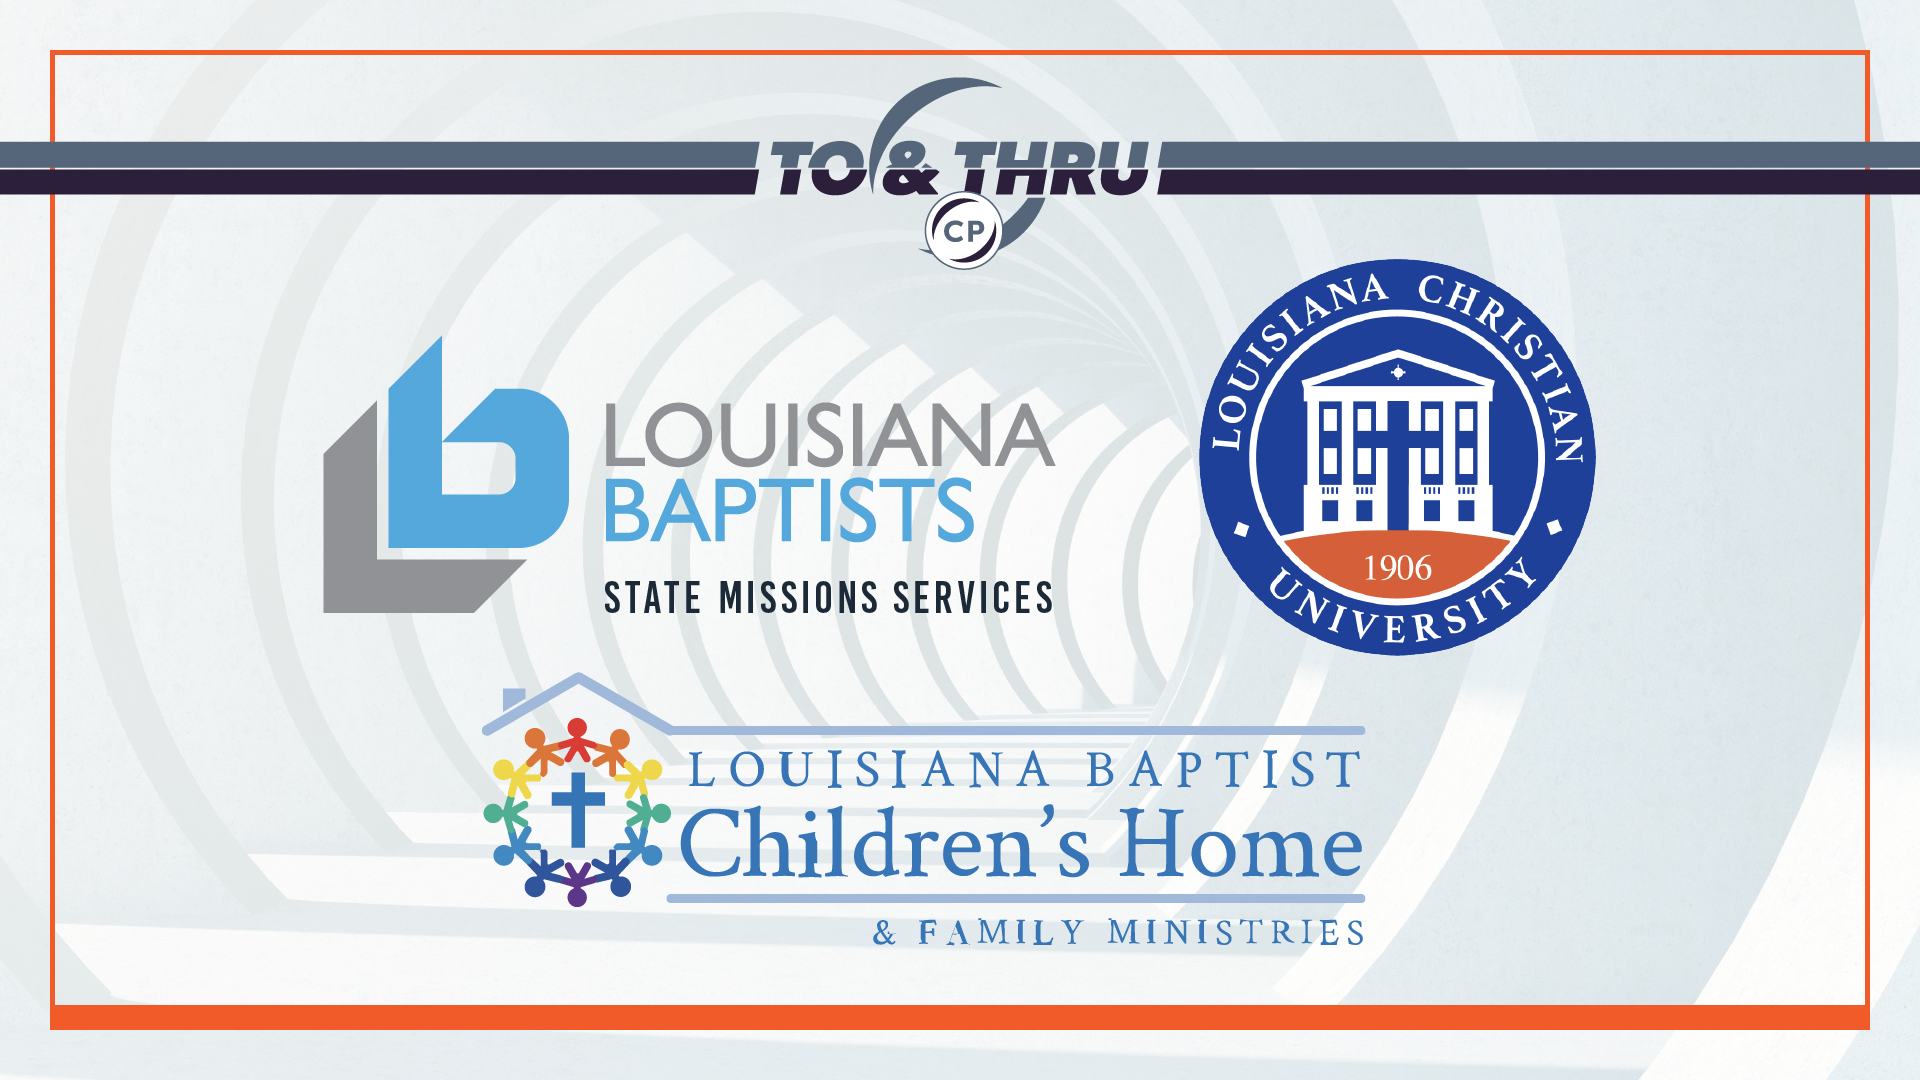 TO & THRU
CP
LOUISIANA
BAPTISTS
STATE MISSIONS SERVICES
LOUISIANA CHRISTIAN
UNIVERSITY
1906
LOUISIANA BAPTIST
Children's Home
& FAMILY MINISTRIES